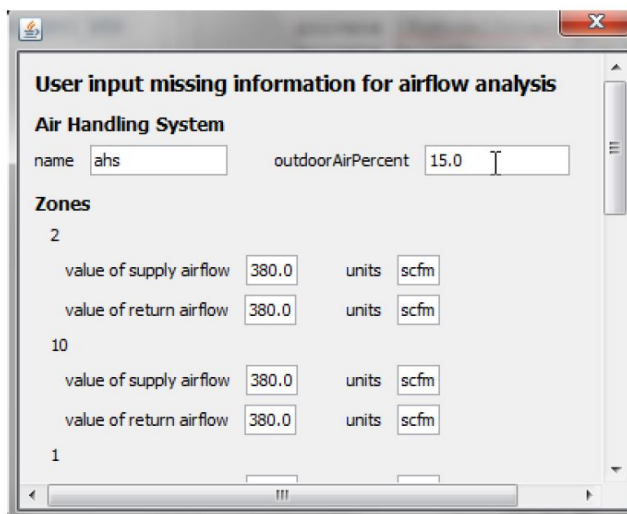 User input missing information for airflow analysis
Air Handling System
name ahs outdoorAirPercent 15.0
Zones
2
value of supply airflow 380.0 units scfm
value of return airflow 380.0 units scfm
10
value of supply airflow 380.0 units scfm
value of return airflow 380.0 units scfm
1